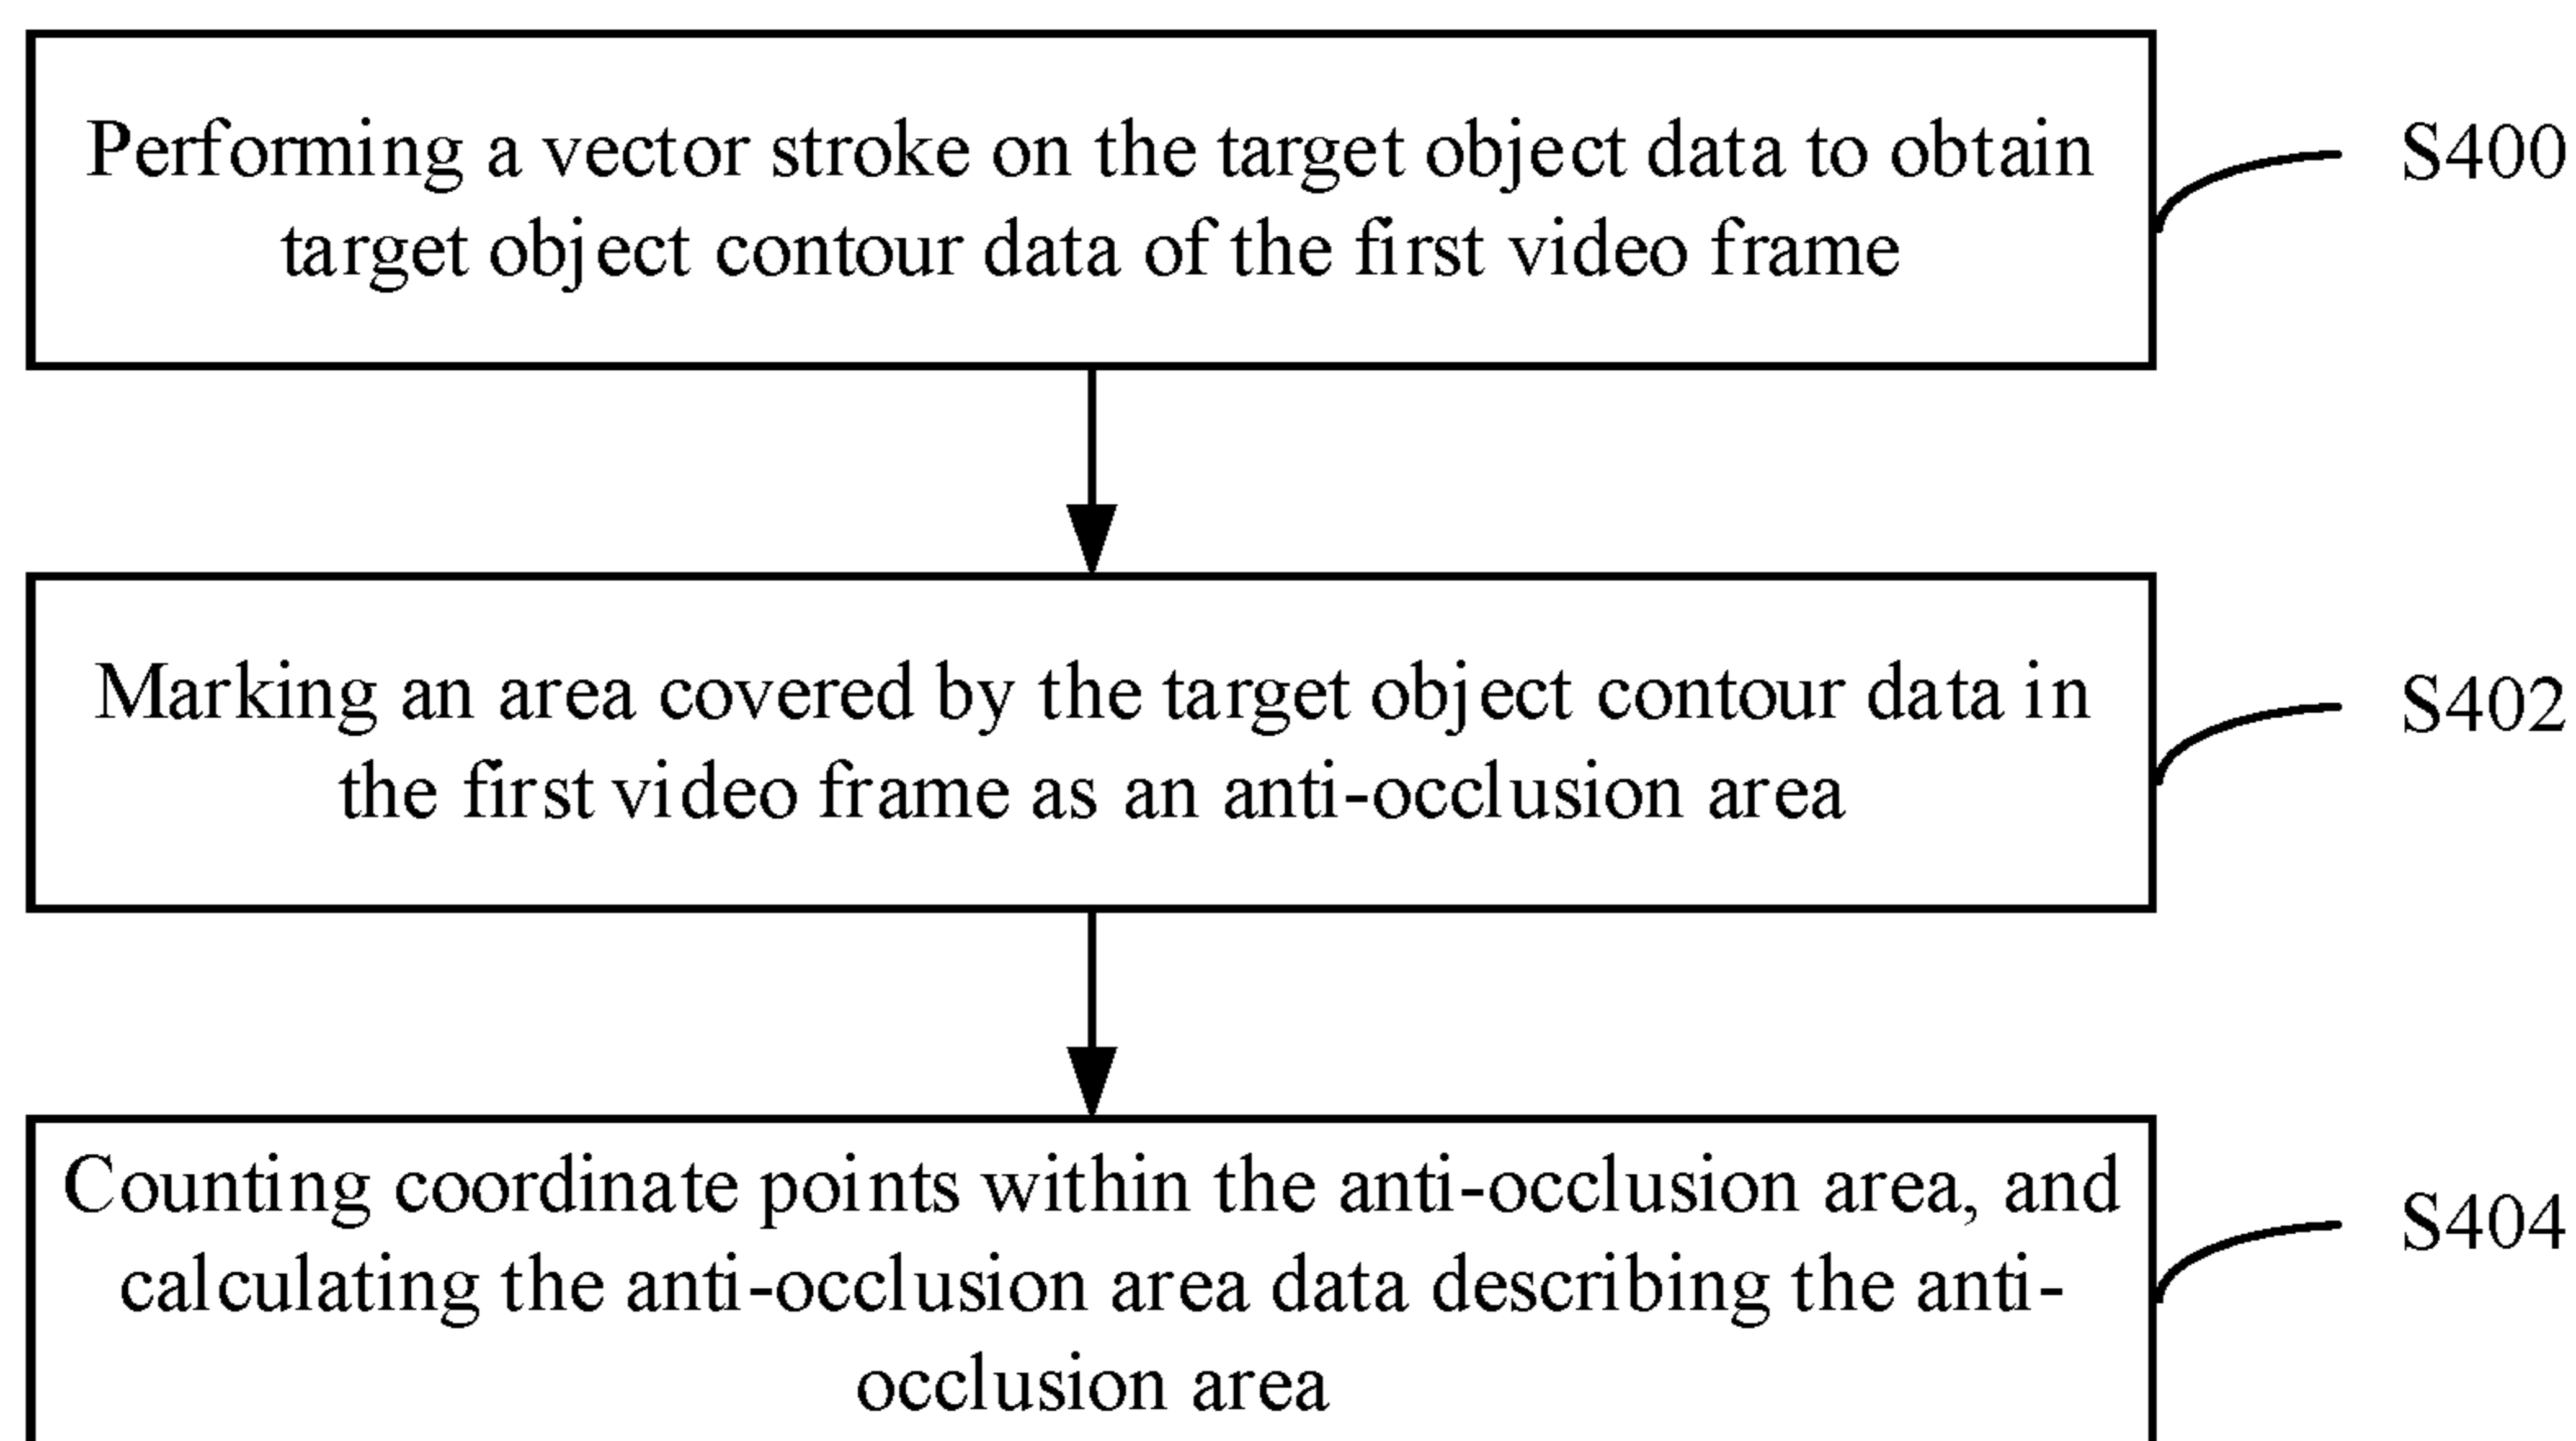 Performing a vector stroke on the target object data to obtain
target object contour data of the first video frame
S400
Marking an area covered by the target object contour data in
the first video frame as an anti-occlusion area
S402
Counting coordinate points within the anti-occlusion area, and
calculating the anti-occlusion area data describing the anti-
occlusion area
S404